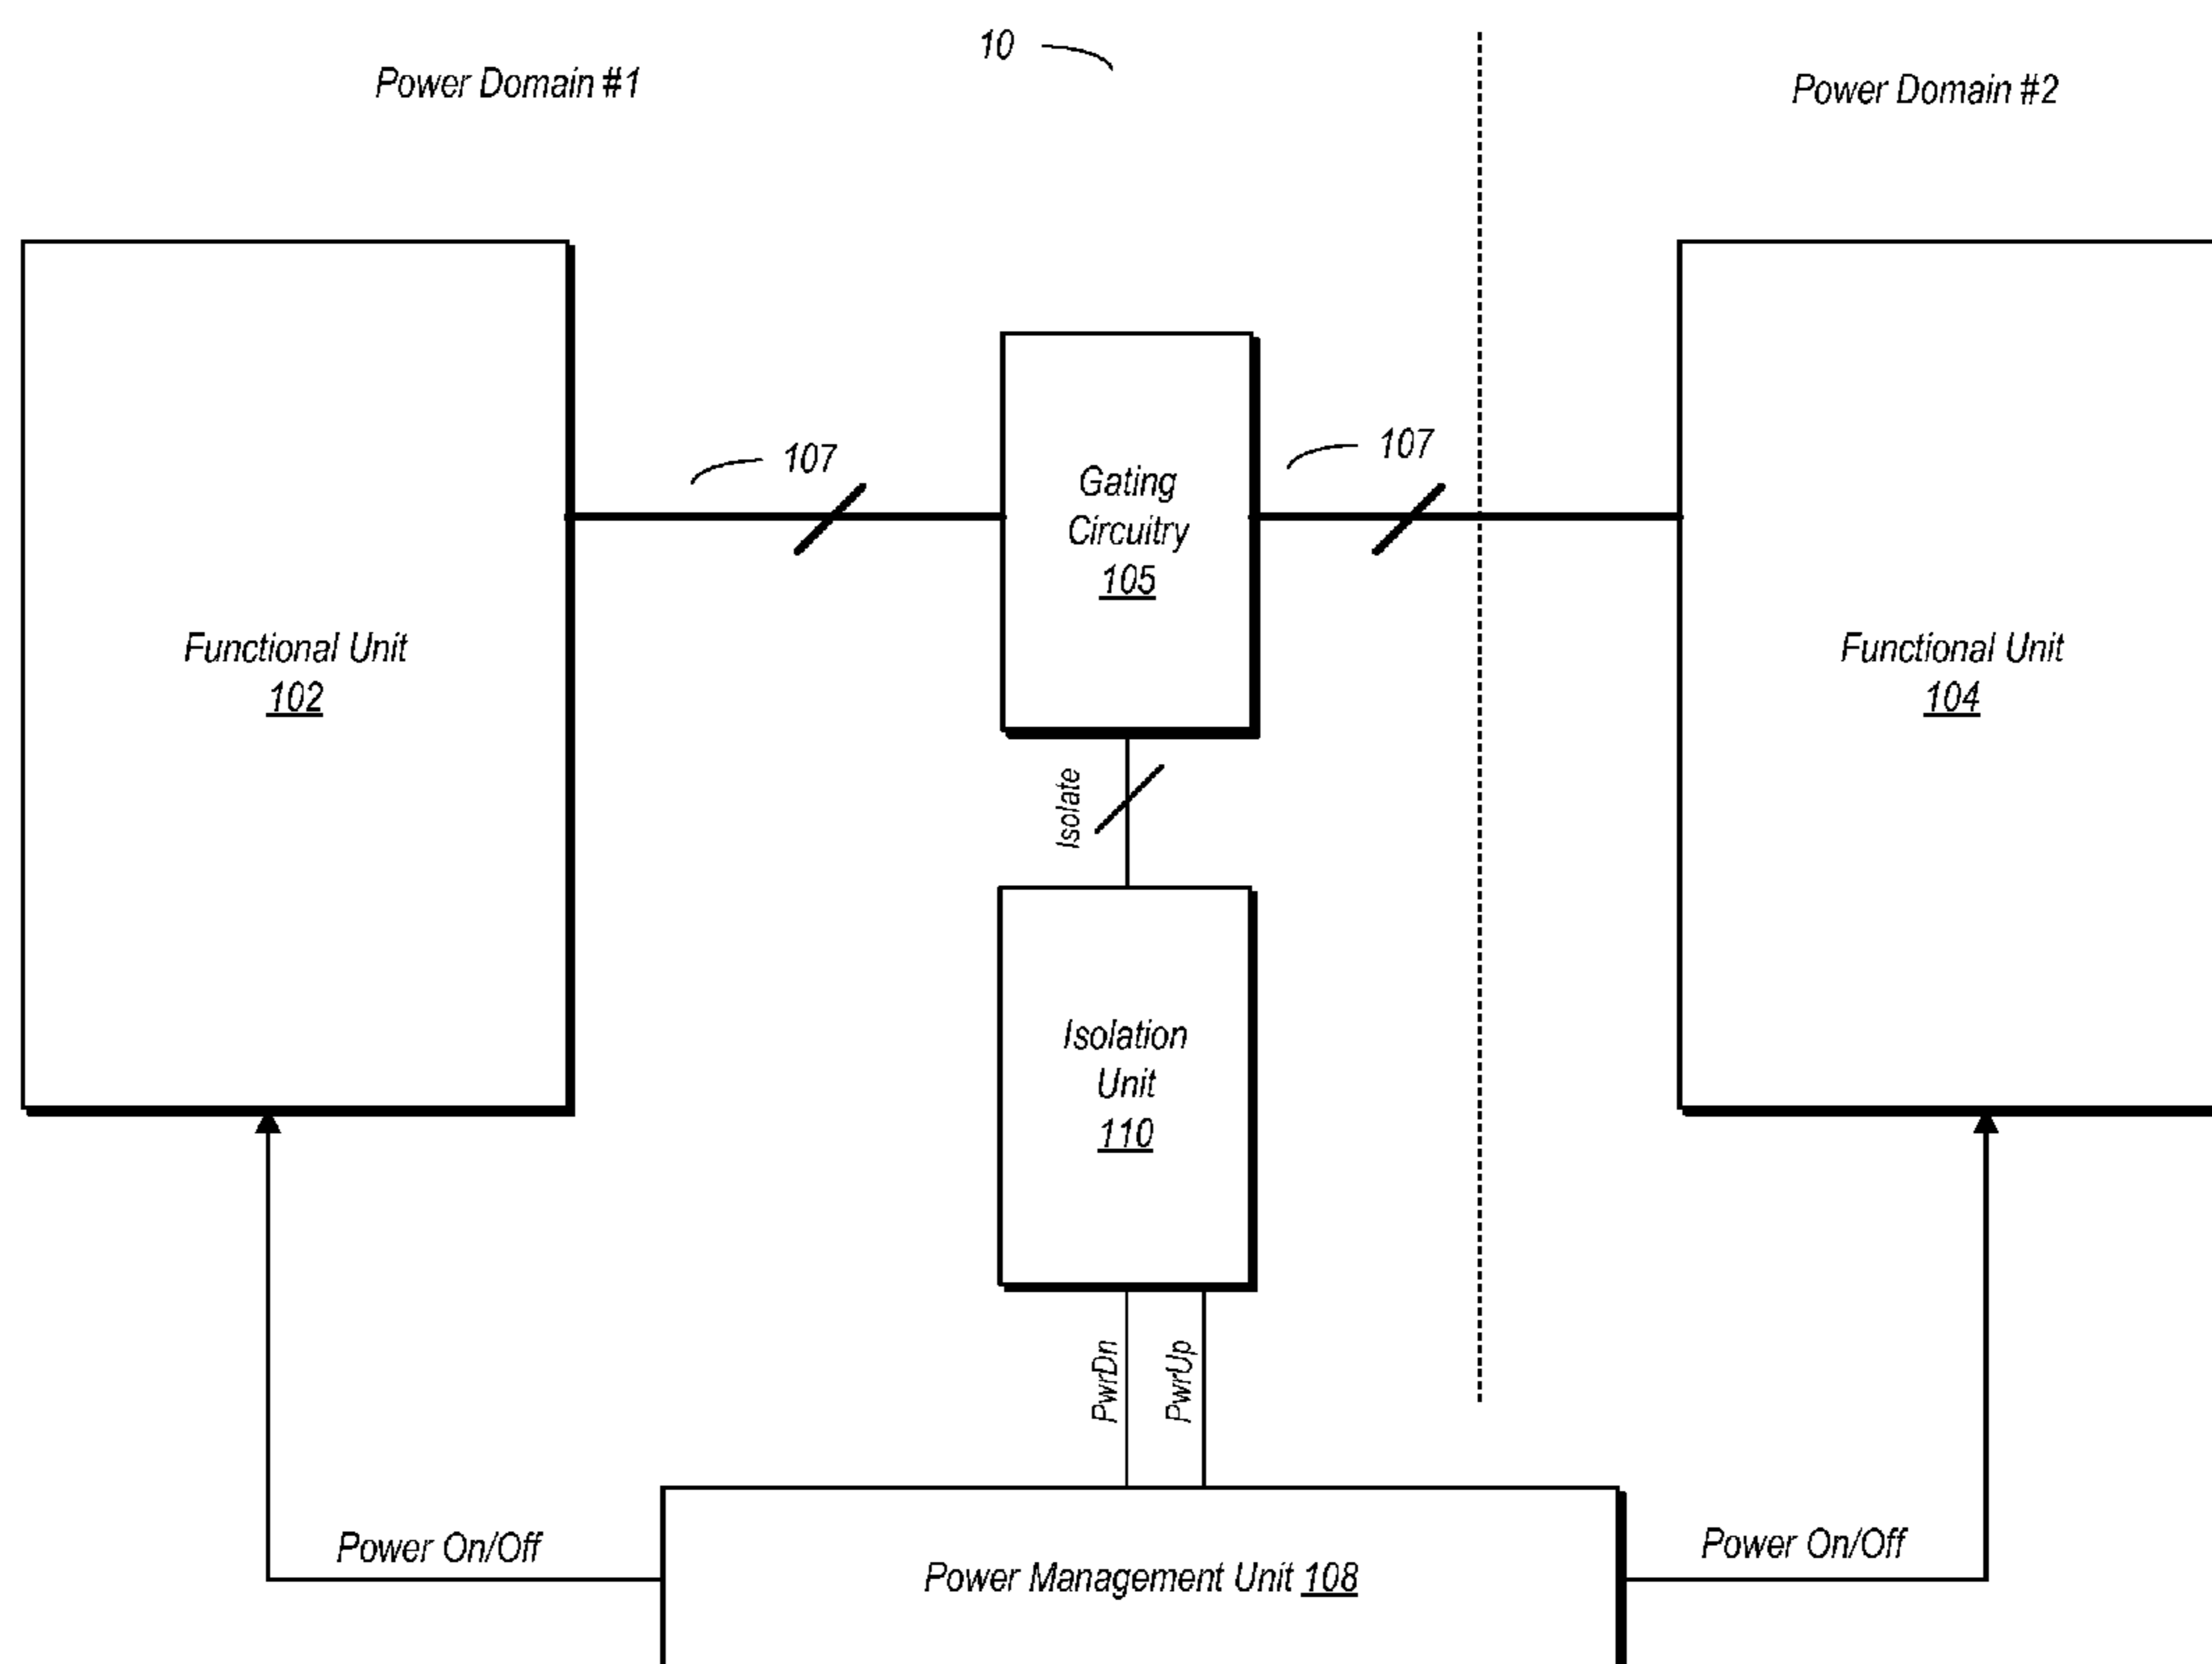 10
Power Domain #1
Power Domain #2
107
107
Gating
Circuitry
105
Functional Unit
102
Functional Unit
104
Isolate
Isolation
Unit
110
PwrDn
PwrUp
Power On/Off
Power On/Off
Power Management Unit 108